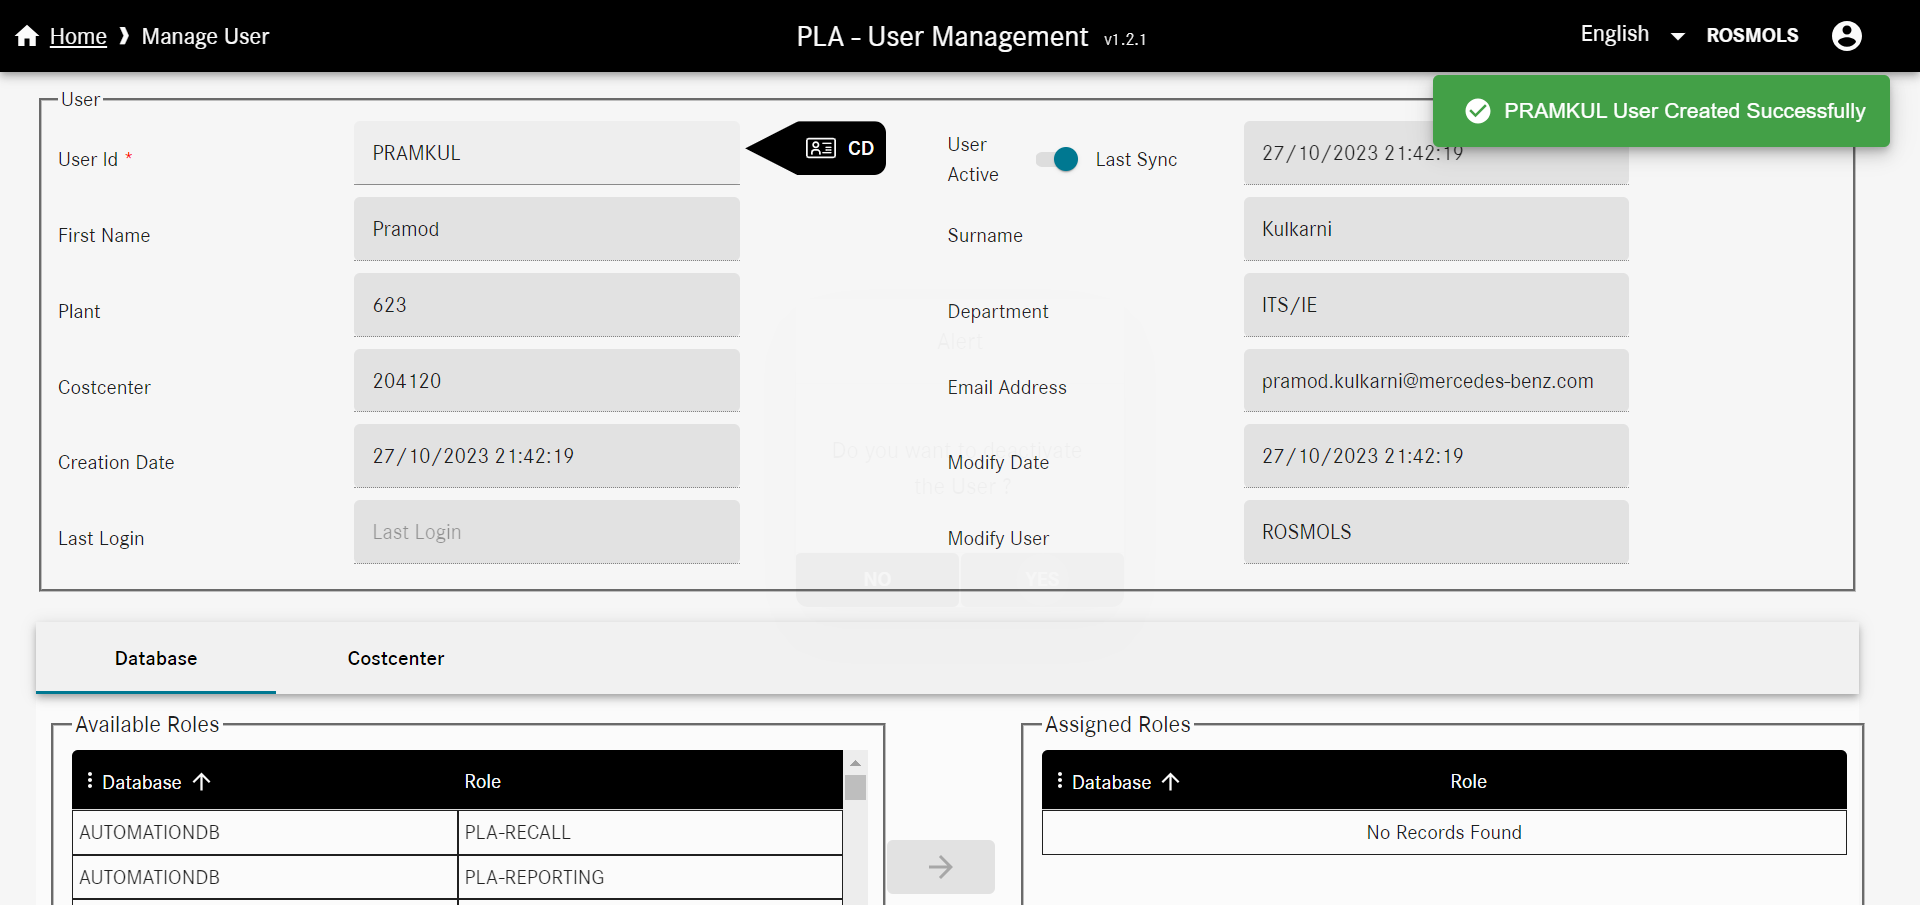 Home ❱ Manage User
PLA - User Management v1.2.1
English
ROSMOLS
PRAMKUL User Created Successfully
User
User Id *
PRAMKUL
CD
User Active
Last Sync
27/10/2023 21:42:19
First Name
Pramod
Surname
Kulkarni
Plant
623
Department
ITS/IE
Alert
Costcenter
204120
Email Address
pramod.kulkarni@mercedes-benz.com
Do you want to deactivate
the User ?
Creation Date
27/10/2023 21:42:19
Modify Date
27/10/2023 21:42:19
Last Login
Last Login
Modify User
ROSMOLS
NO
YES
Database
Costcenter
Available Roles
Database
Role
AUTOMATIONDB
PLA-RECALL
AUTOMATIONDB
PLA-REPORTING
Assigned Roles
Database
Role
No Records Found